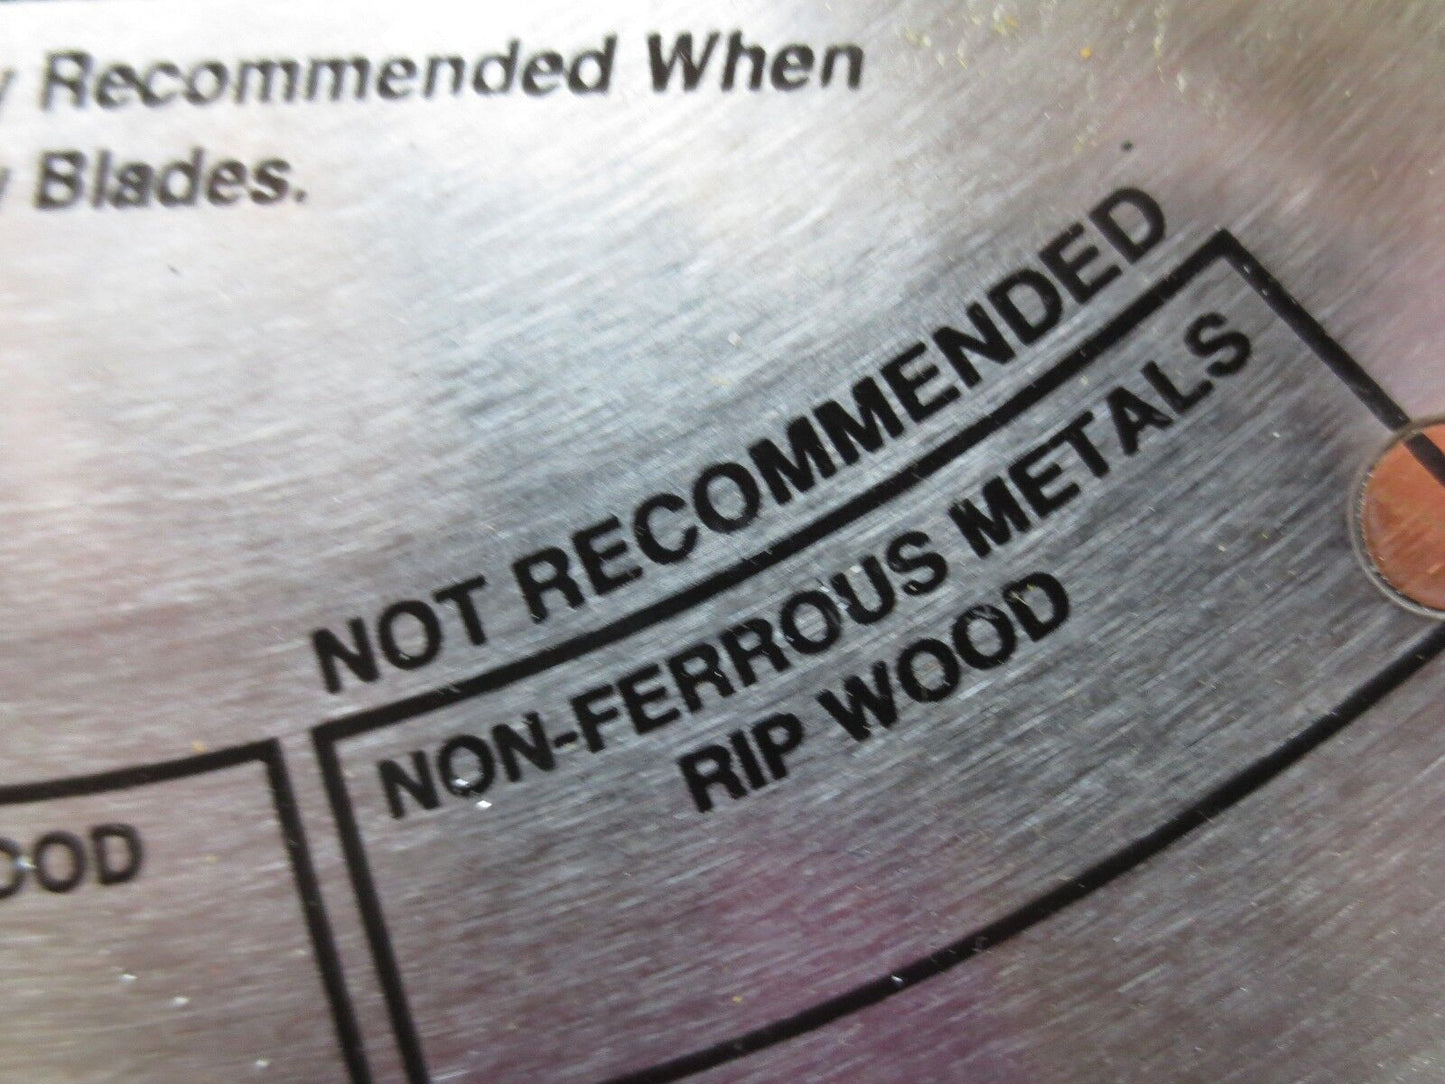 Recommended When
Blades.
NOT RECOMMENDED
NON-FERROUS METALS
RIP WOOD
OOD